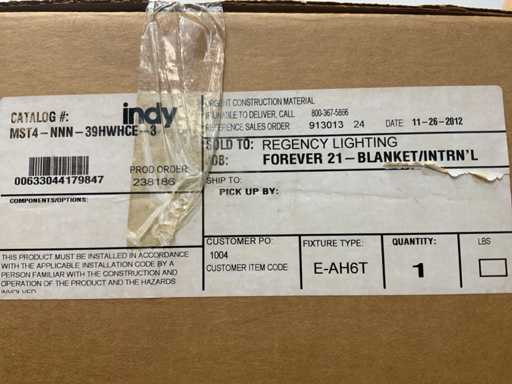 CATALOG #:
indy
MST4-NNN-39HWHCE-3
00633044179847
PROD ORDER
238186
COMPONENTS/OPTIONS:
THIS PRODUCT MUST BE INSTALLED IN ACCORDANCE
WITH THE APPLICABLE INSTALLATION CODE BY A
PERSON FAMILIAR WITH THE CONSTRUCTION AND
OPERATION OF THE PRODUCT AND THE HAZARDS
INVOLVED
URGENT CONSTRUCTION MATERIAL
IF UNABLE TO DELIVER, CALL 800-367-5866
REFERENCE SALES ORDER 913013 24 DATE 11-26-2012
SOLD TO: REGENCY LIGHTING
JOB: FOREVER 21-BLANKET/INTRN'L
SHIP TO:
PICK UP BY:
CUSTOMER PO:
1004
CUSTOMER ITEM CODE
FIXTURE TYPE:
E-AH6T
QUANTITY:
1
LBS